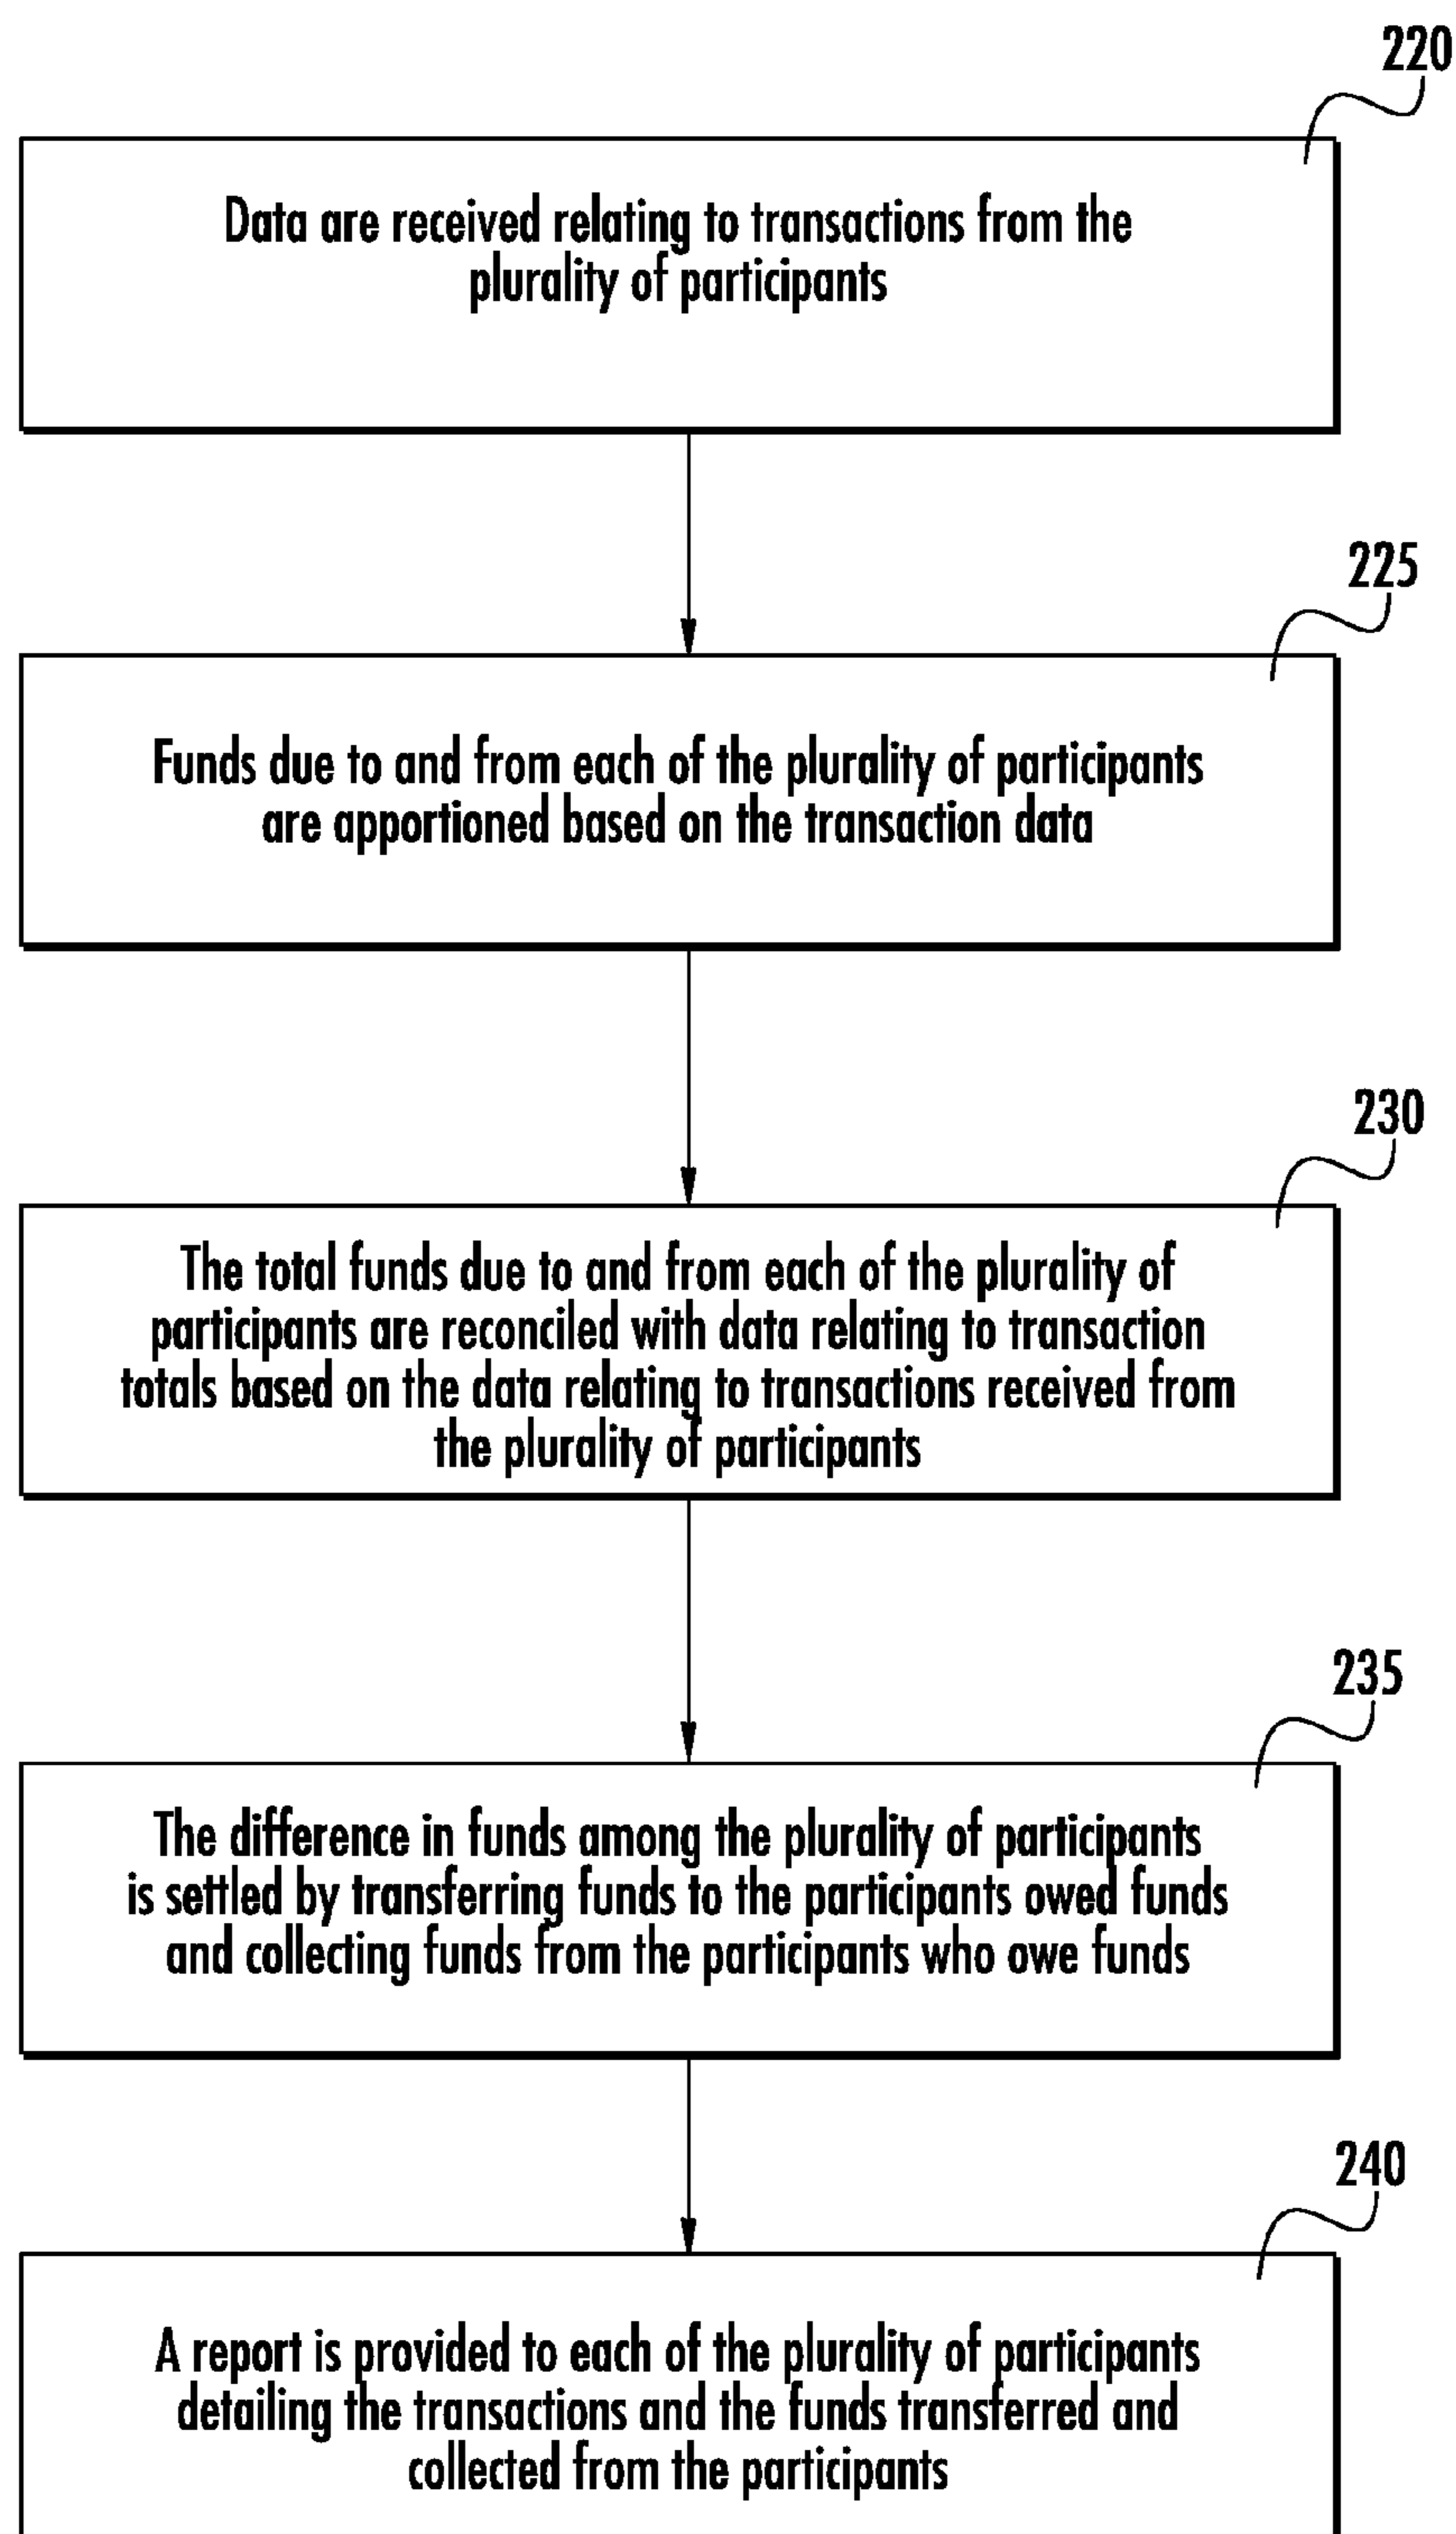 220
Data are received relating to transactions from the
plurality of participants
225
Funds due to and from each of the plurality of participants
are apportioned based on the transaction data
230
The total funds due to and from each of the plurality of
participants are reconciled with data relating to transaction
totals based on the data relating to transactions received from
the plurality of participants
235
The difference in funds among the plurality of participants
is settled by transferring funds to the participants owed funds
and collecting funds from the participants who owe funds
240
A report is provided to each of the plurality of participants
detailing the transactions and the funds transferred and
collected from the participants